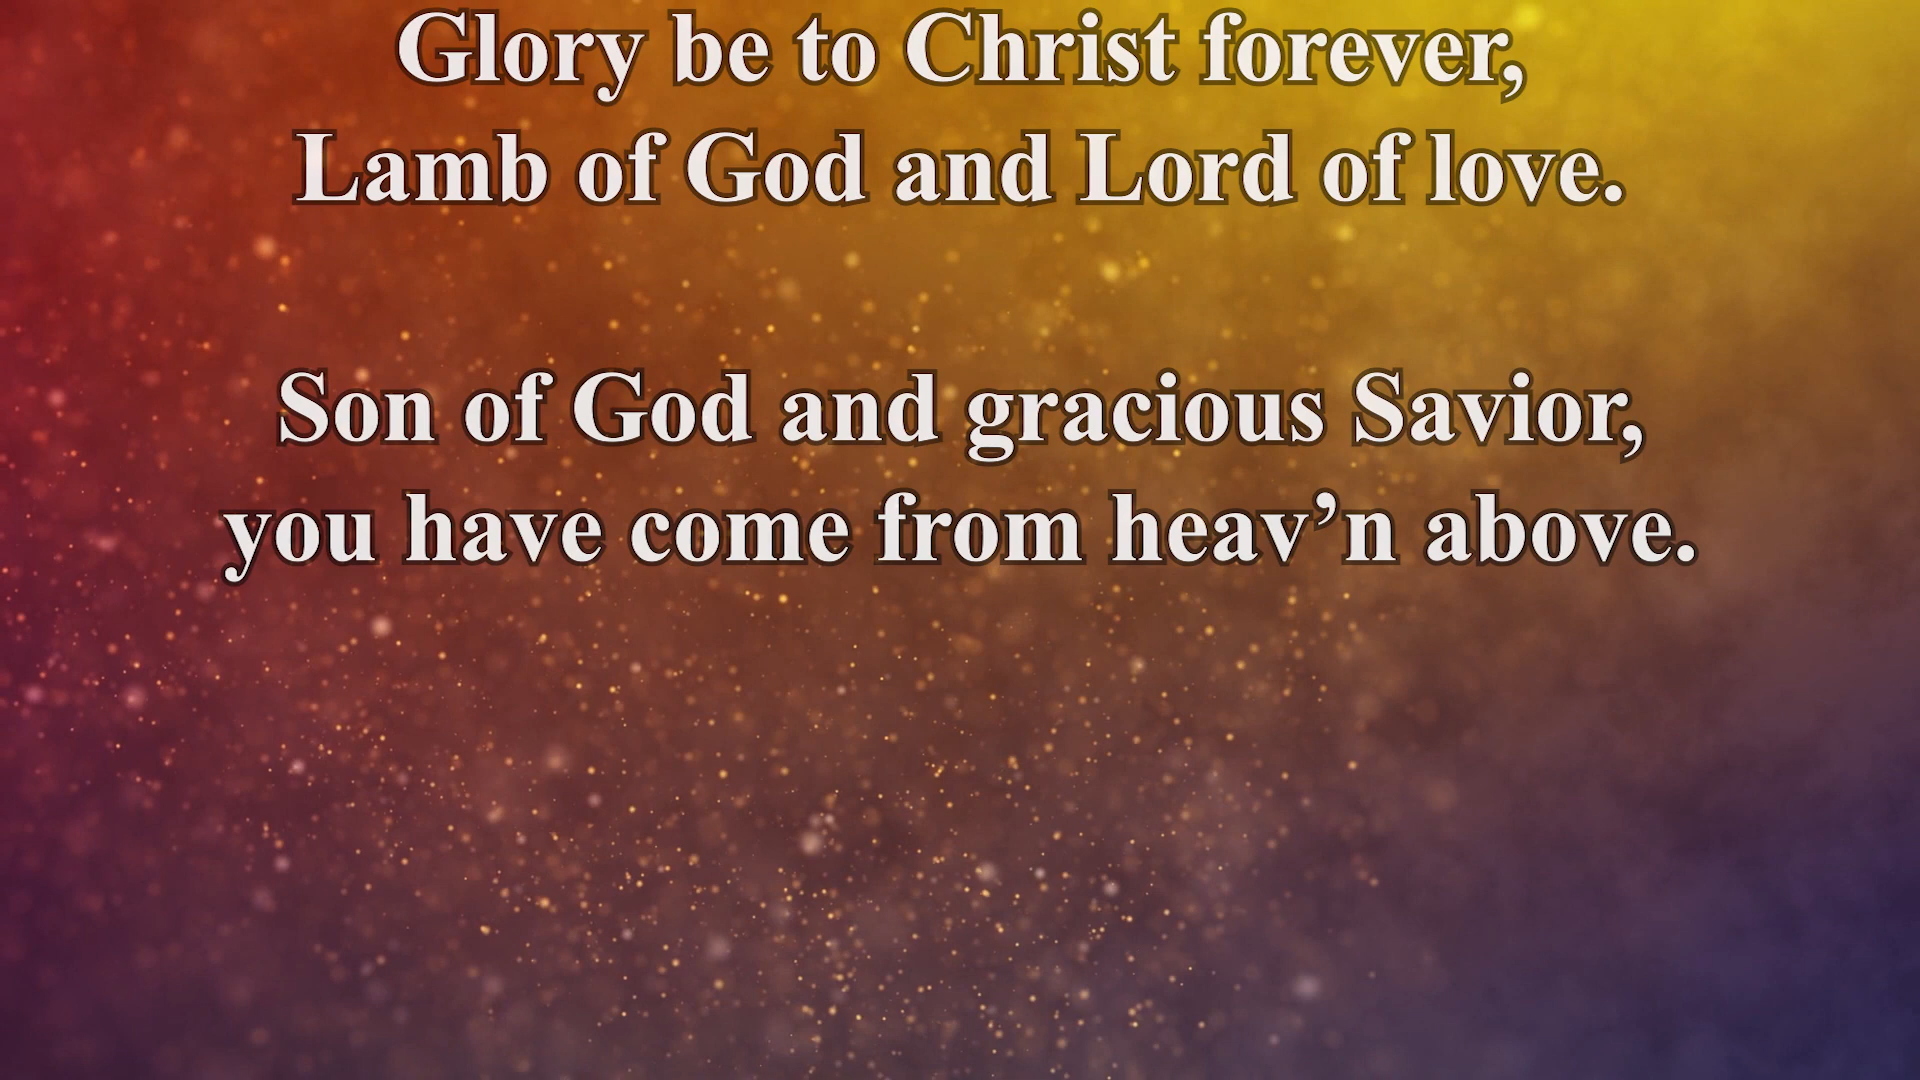 Glory be to Christ forever,
Lamb of God and Lord of love.
Son of God and gracious Savior,
you have come from heav’n above.